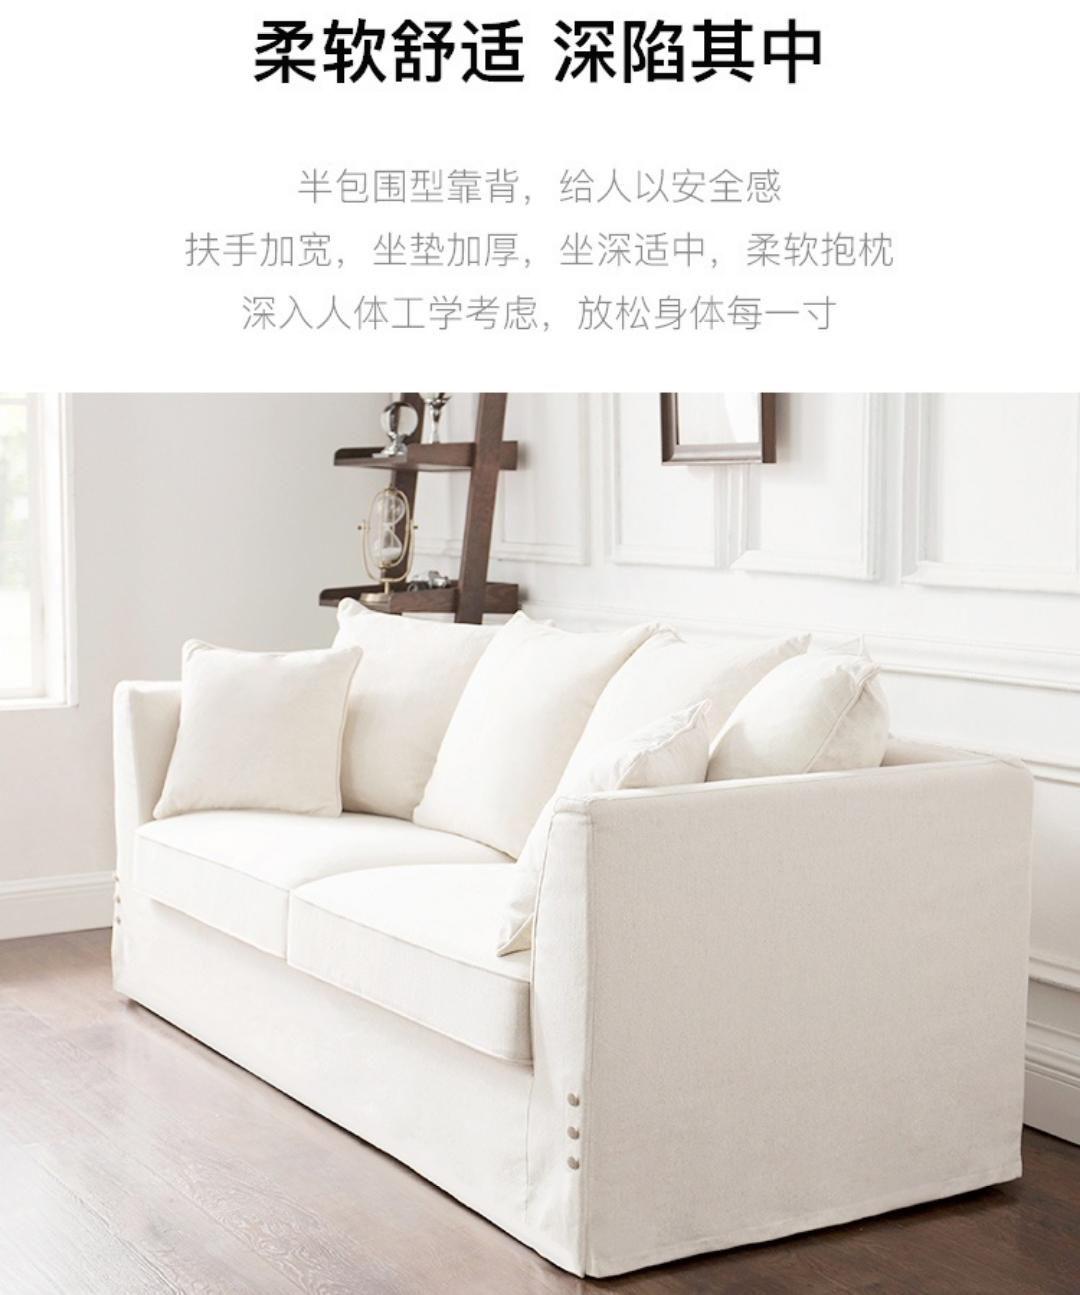 柔软舒适 深陷其中
半包围型靠背，给人以安全感
扶手加宽，坐垫加厚，坐深适中，柔软抱枕
深入人体工学考虑，放松身体每一寸